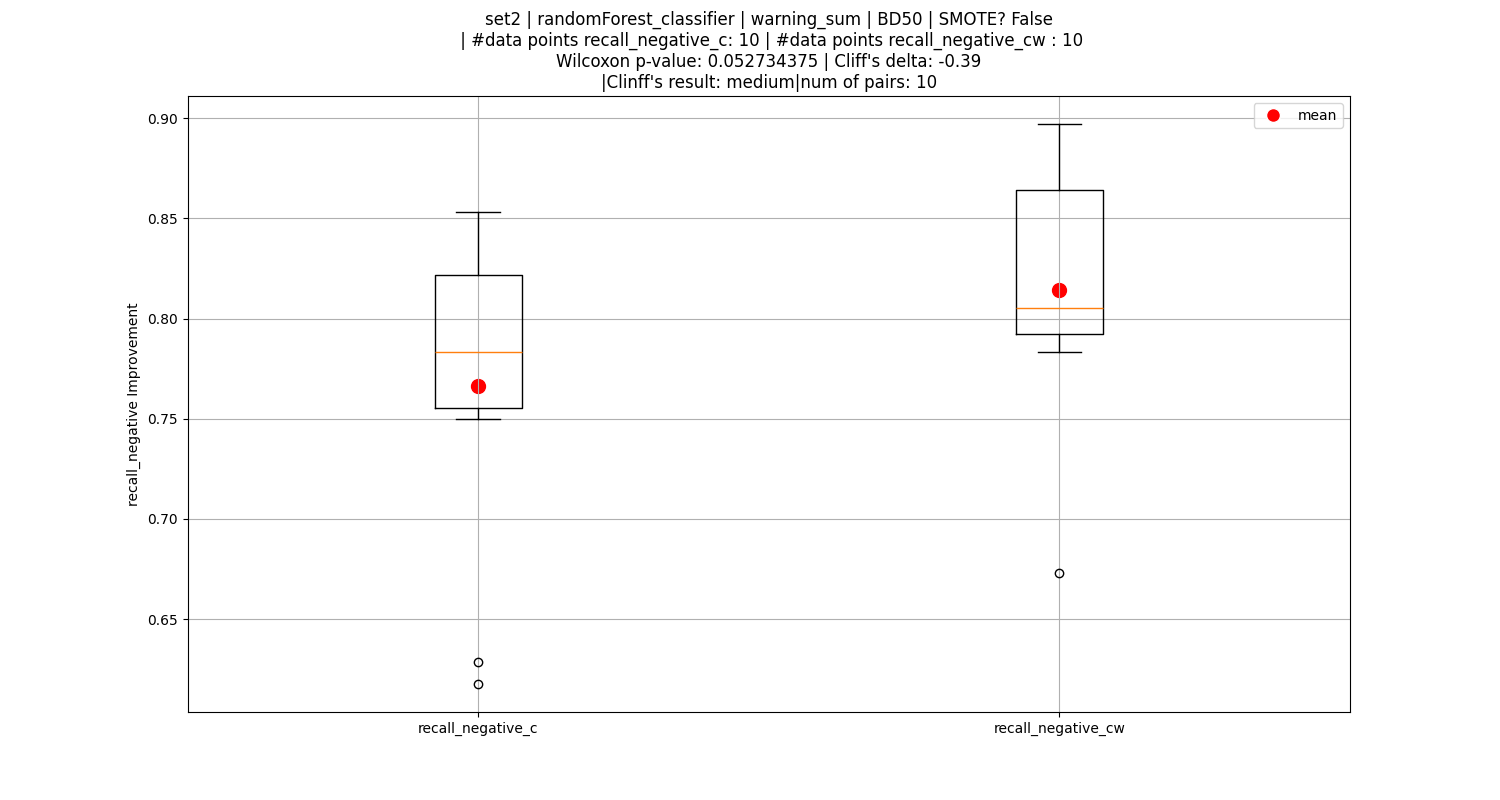 set2 | randomForest_classifier | warning_sum | BD50 | SMOTE? False
| #data points recall_negative_c: 10 | #data points recall_negative_cw : 10
Wilcoxon p-value: 0.052734375 | Cliff's delta: -0.39
|Clinff's result: medium|num of pairs: 10
mean
0.90
0.85
0.80
0.75
0.70
0.65
recall_negative Improvement
recall_negative_c
recall_negative_cw